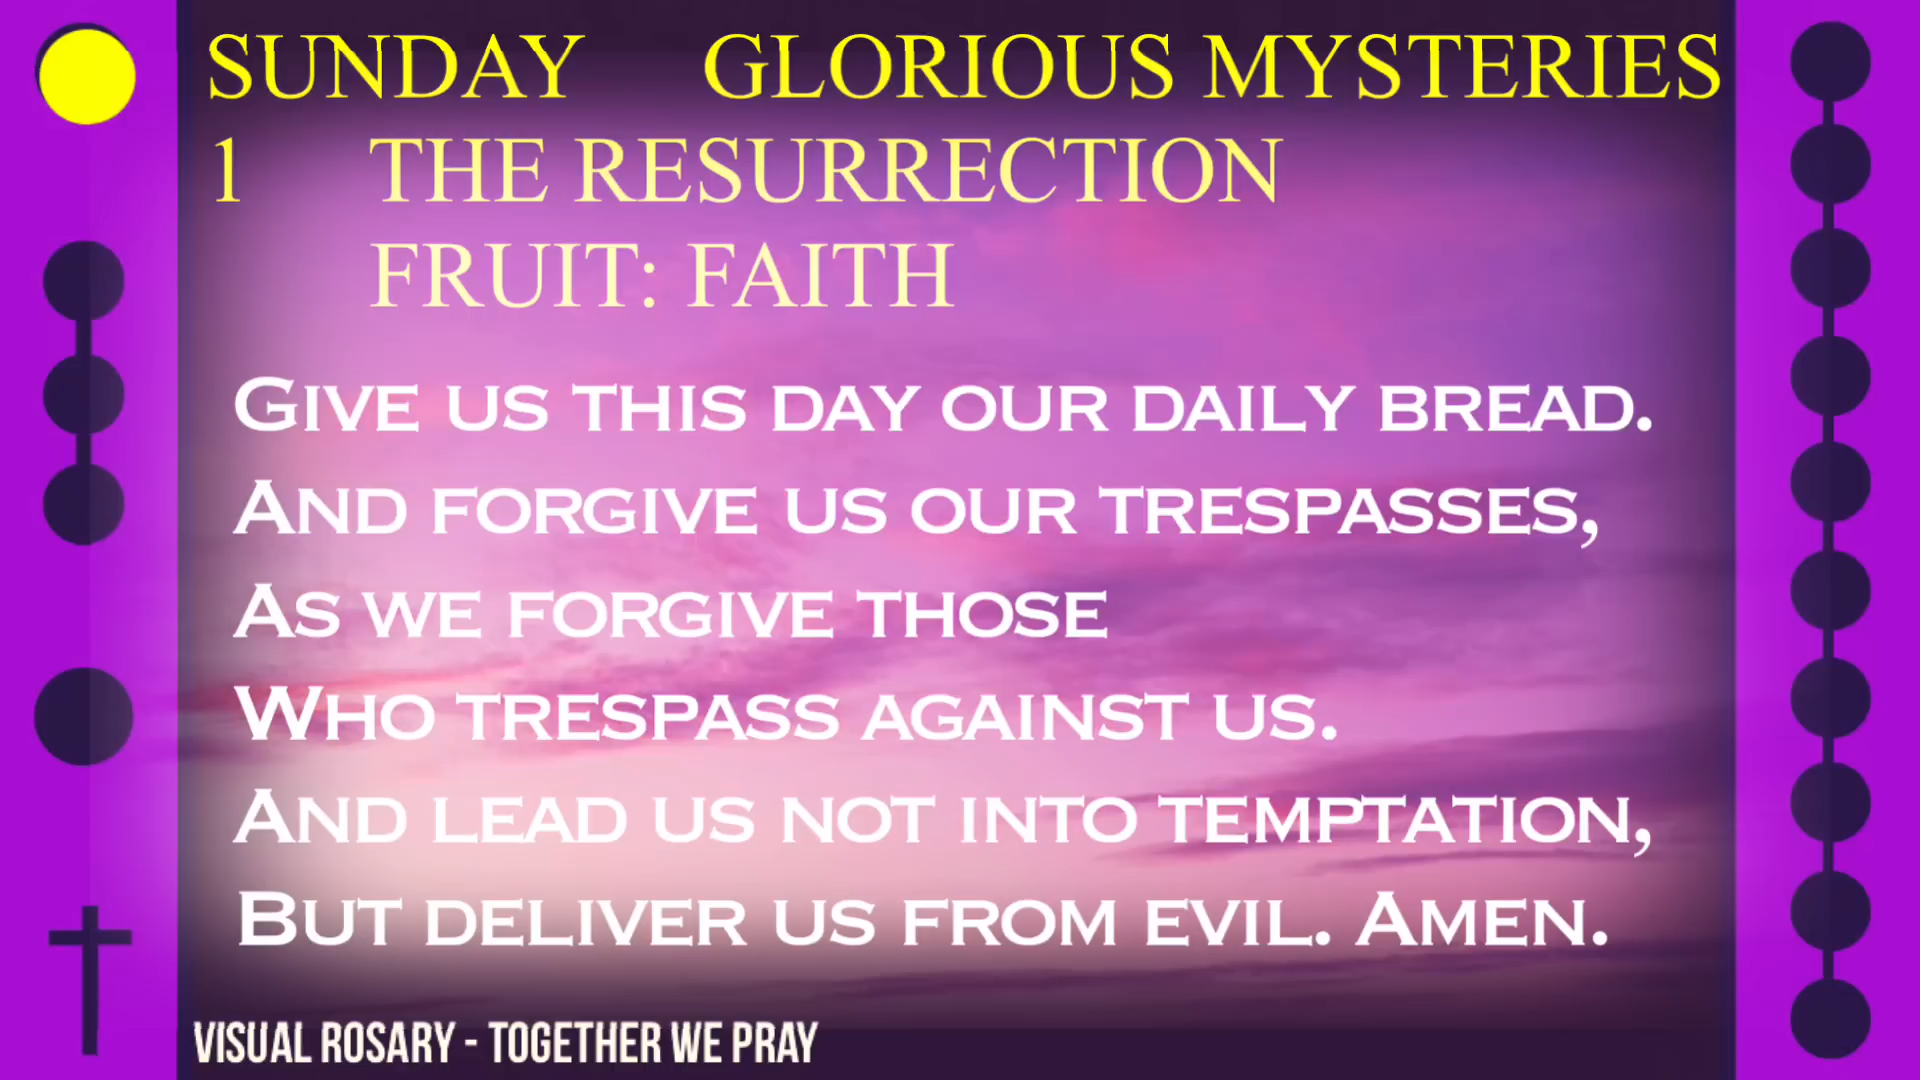 SUNDAY GLORIOUS MYSTERIES
1 THE RESURRECTION
FRUIT: FAITH
GIVE US THIS DAY OUR DAILY BREAD.
AND FORGIVE US OUR TRESPASSES,
AS WE FORGIVE THOSE
WHO TRESPASS AGAINST US.
AND LEAD US NOT INTO TEMPTATION,
BUT DELIVER US FROM EVIL. AMEN.
VISUAL ROSARY - TOGETHER WE PRAY